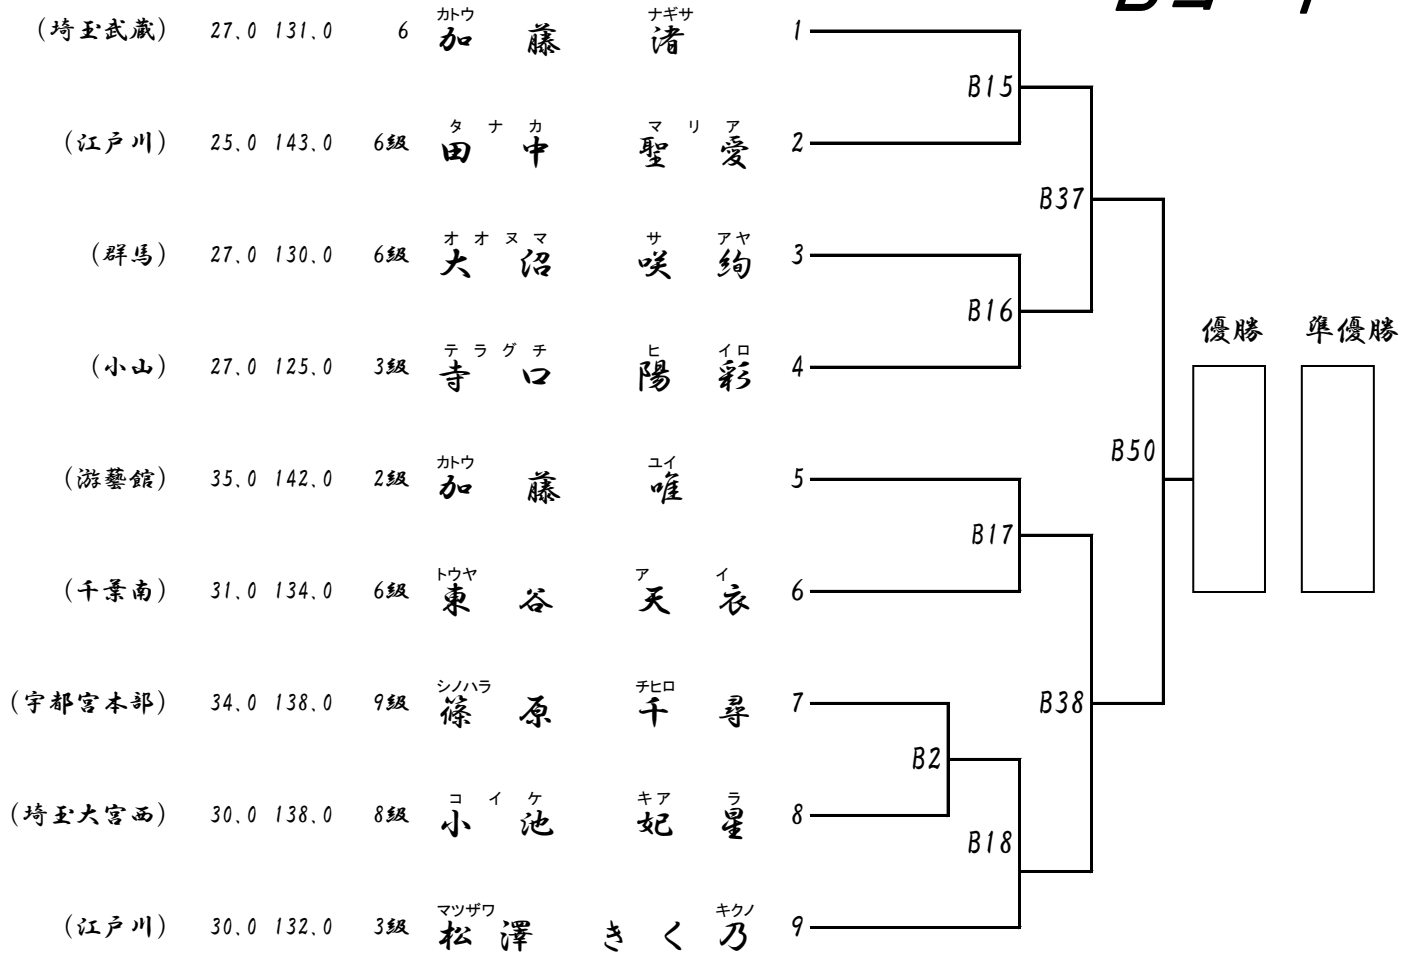 Bコート
(埼玉武蔵) 27.0 131.0 6 加藤 渚 1
カトウ ナギサ
B15
(江戸川) 25.0 143.0 6級 田中 聖愛 2
タナカ マリア
B37
(群馬) 27.0 130.0 6級 大沼 咲絢 3
オオヌマ サアヤ
B16
優勝 準優勝
(小山) 27.0 125.0 3級 寺口 陽彩 4
テラグチ ヒイロ
B50
(游藝館) 35.0 142.0 2級 加藤 唯 5
カトウ ユイ
B17
(千葉南) 31.0 134.0 6級 東谷 天衣 6
トウヤ アイ
(宇都宮本部) 34.0 138.0 9級 篠原 千尋 7
シノハラ チヒロ
B38
B2
(埼玉大宮西) 30.0 138.0 8級 小池 妃星 8
コイケ キアラ
B18
(江戸川) 30.0 132.0 3級 松澤 きく乃 9
マツザワ キクノ